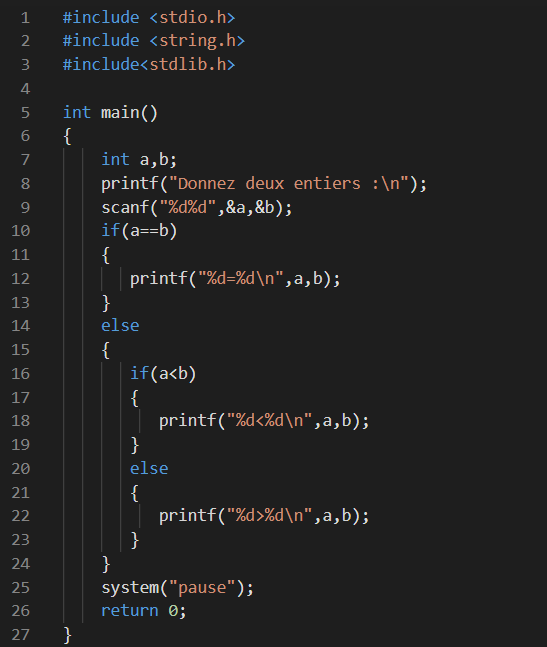 1 #include <stdio.h>
2 #include <string.h>
3 #include<stdlib.h>
4
5 int main()
6 {
7     int a,b;
8     printf("Donnez deux entiers :\n");
9     scanf("%d%d",&a,&b);
10     if(a==b)
11     {
12        printf("%d=%d\n",a,b);
13     }
14     else
15     {
16        if(a<b)
17        {
18           printf("%d<%d\n",a,b);
19        }
20        else
21        {
22           printf("%d>%d\n",a,b);
23        }
24     }
25     system("pause");
26     return 0;
27 }